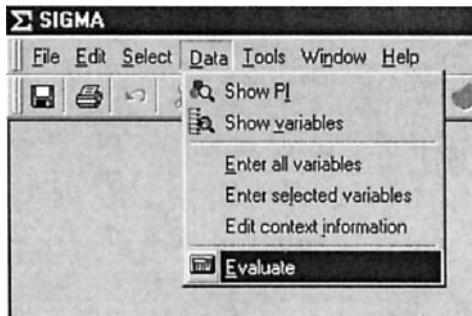 Σ SIGMA
File Edit Select Data Tools Window Help
Show PI
Show variables
Enter all variables
Enter selected variables
Edit context information
Evaluate